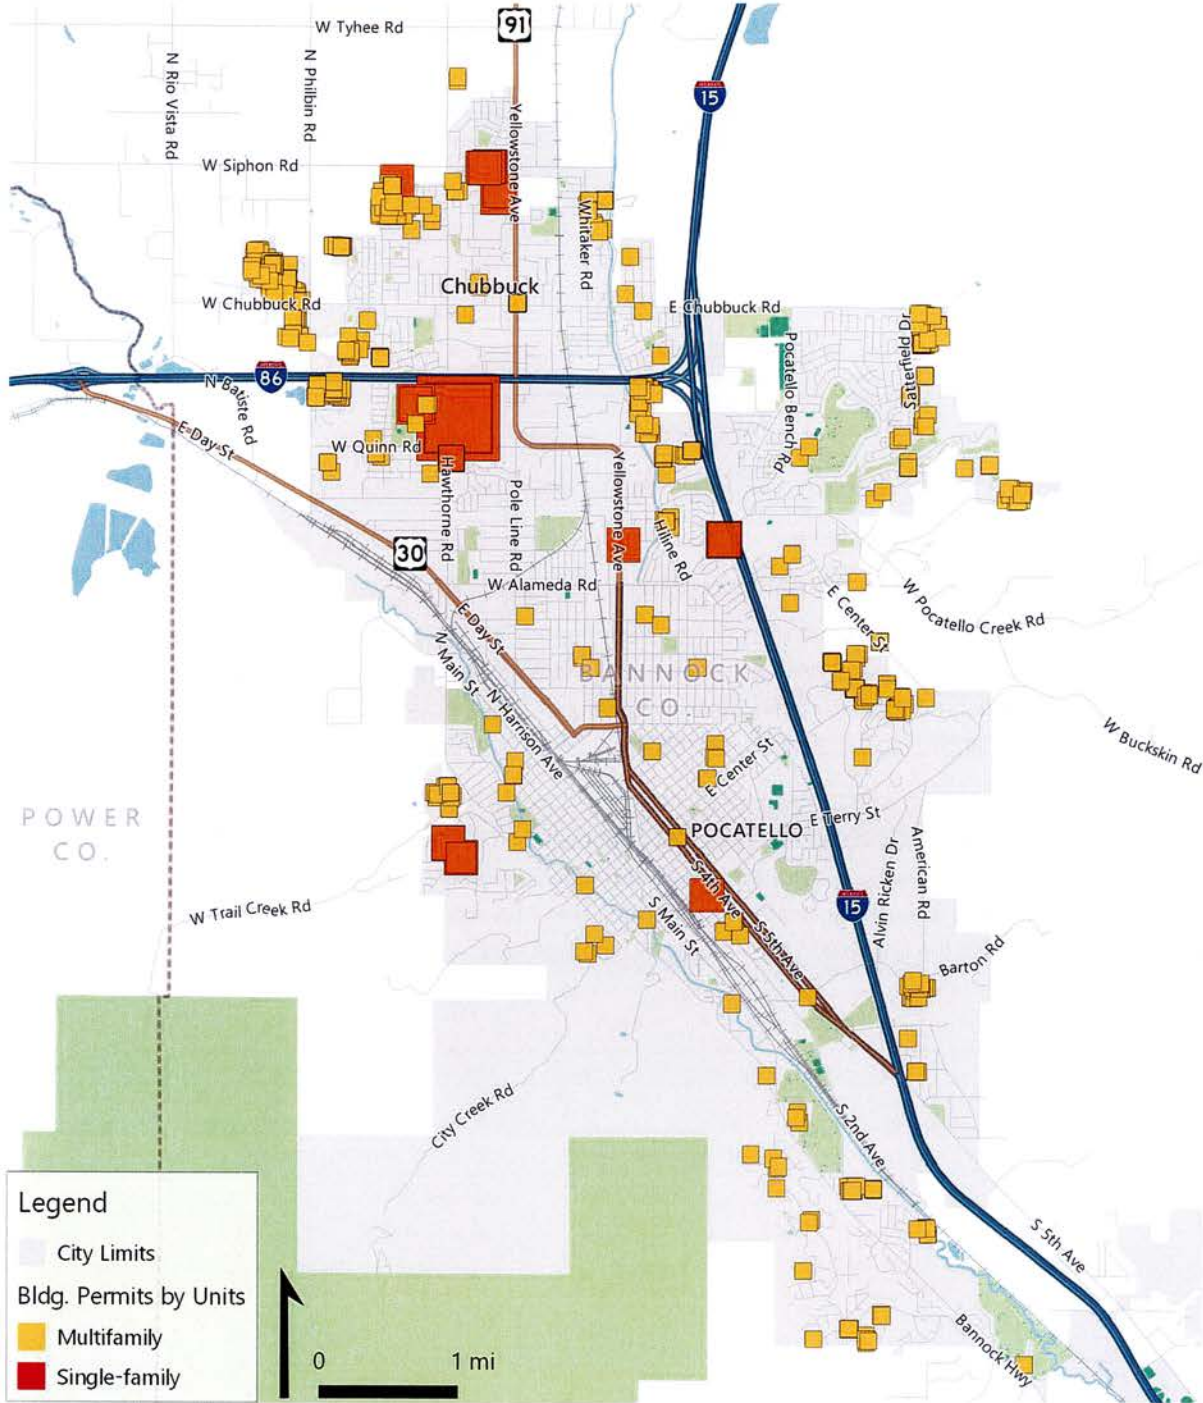 W Tyhee Rd
91
N Rio Vista Rd
N Philbin Rd
Yellowstone Ave
15
W Siphon Rd
Whitaker Rd
Chubbuck
W Chubbuck Rd
E Chubbuck Rd
Pocatello Bench Rd
Satterfield Dr
86
N Batiste Rd
E Day St
W Quinn Rd
Hawthorne Rd
Pole Line Rd
Yellowstone Ave
Hiline Rd
30
W Alameda Rd
E Day St
N Main St
N Harrison Ave
E Center St
W Pocatello Creek Rd
BANNOCK
CO.
W Buckskin Rd
E Center St
POWER
CO.
E Terry St
POCATELLO
Alvin Ricken Dr
American Rd
S 4th Ave
15
W Trail Creek Rd
S Main St
S 5th Ave
Barton Rd
City Creek Rd
S 2nd Ave
S 5th Ave
Bannock Hwy
Legend
City Limits
Bldg. Permits by Units
Multifamily
Single-family
0 1 mi